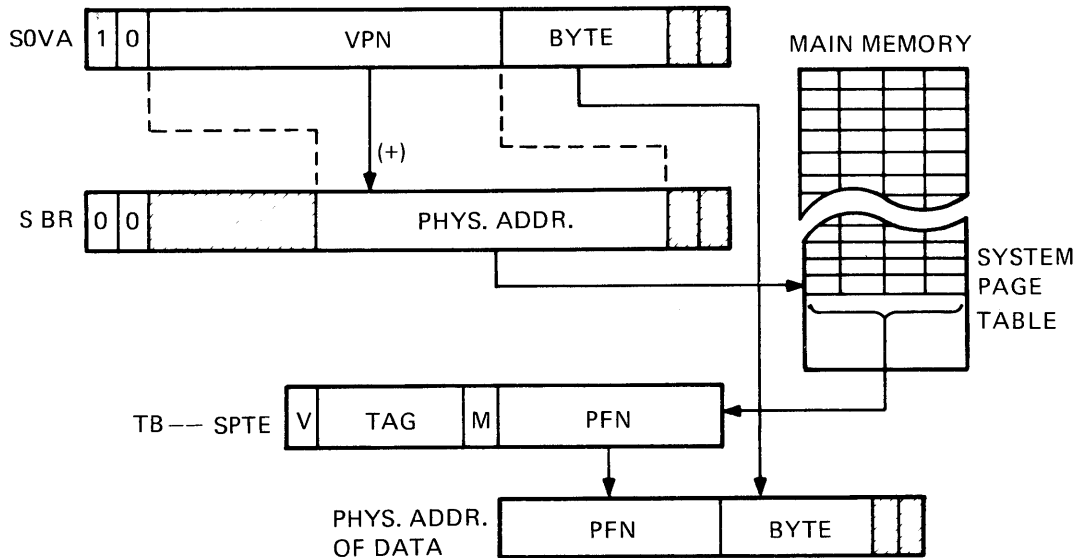 S0VA 1 0 VPN BYTE
MAIN MEMORY
(+)
S BR 0 0 PHYS. ADDR.
SYSTEM
PAGE
TABLE
TB–– SPTE V TAG M PFN
PHYS. ADDR.
OF DATA
PFN BYTE